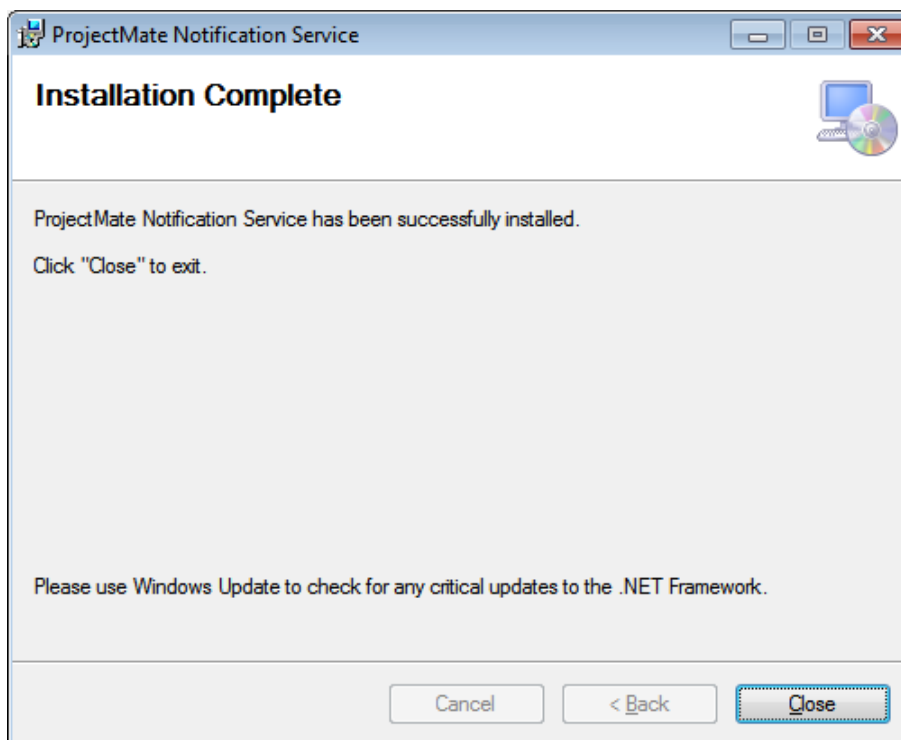 ProjectMate Notification Service
Installation Complete
ProjectMate Notification Service has been successfully installed.
Click "Close" to exit.
Please use Windows Update to check for any critical updates to the .NET Framework.
Cancel
< Back
Close